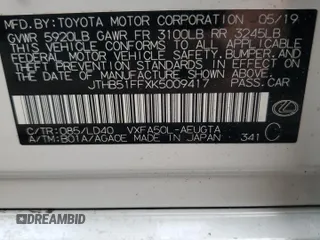 MFD.BY:TOYOTA MOTOR CORPORATION 05/19
GVWR 5920LB GAWR FR 3100LB RR 3245LB
THIS VEHICLE CONFORMS TO ALL APPLICABLE
FEDERAL MOTOR VEHICLE SAFETY, BUMPER, AND
THEFT PREVENTION STANDARDS IN EFFECT ON
THE DATE OF MANUFACTURE SHOWN ABOVE.
JTHB51FFXK5009417 PASS.CAR
C/TR:085/LD40 VXFA50L-AEUGTA
A/TM:B01A/AGA0E MADE IN JAPAN 341 C
DREAMBID